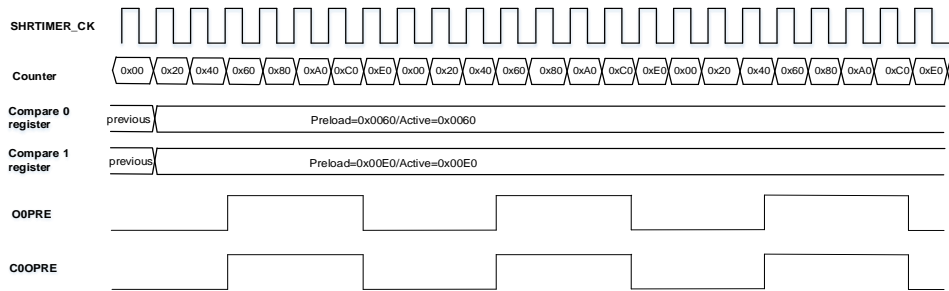 SHRTIMER_CK
Counter 0x00 0x20 0x40 0x60 0x80 0xA0 0xC0 0xE0 0x00 0x20 0x40 0x60 0x80 0xA0 0xC0 0xE0 0x00 0x20 0x40 0x60 0x80 0xA0 0xC0 0xE0
Compare 0
register
previous Preload=0x0060/Active=0x0060
Compare 1
register
previous Preload=0x00E0/Active=0x00E0
O0PRE
C0OPRE